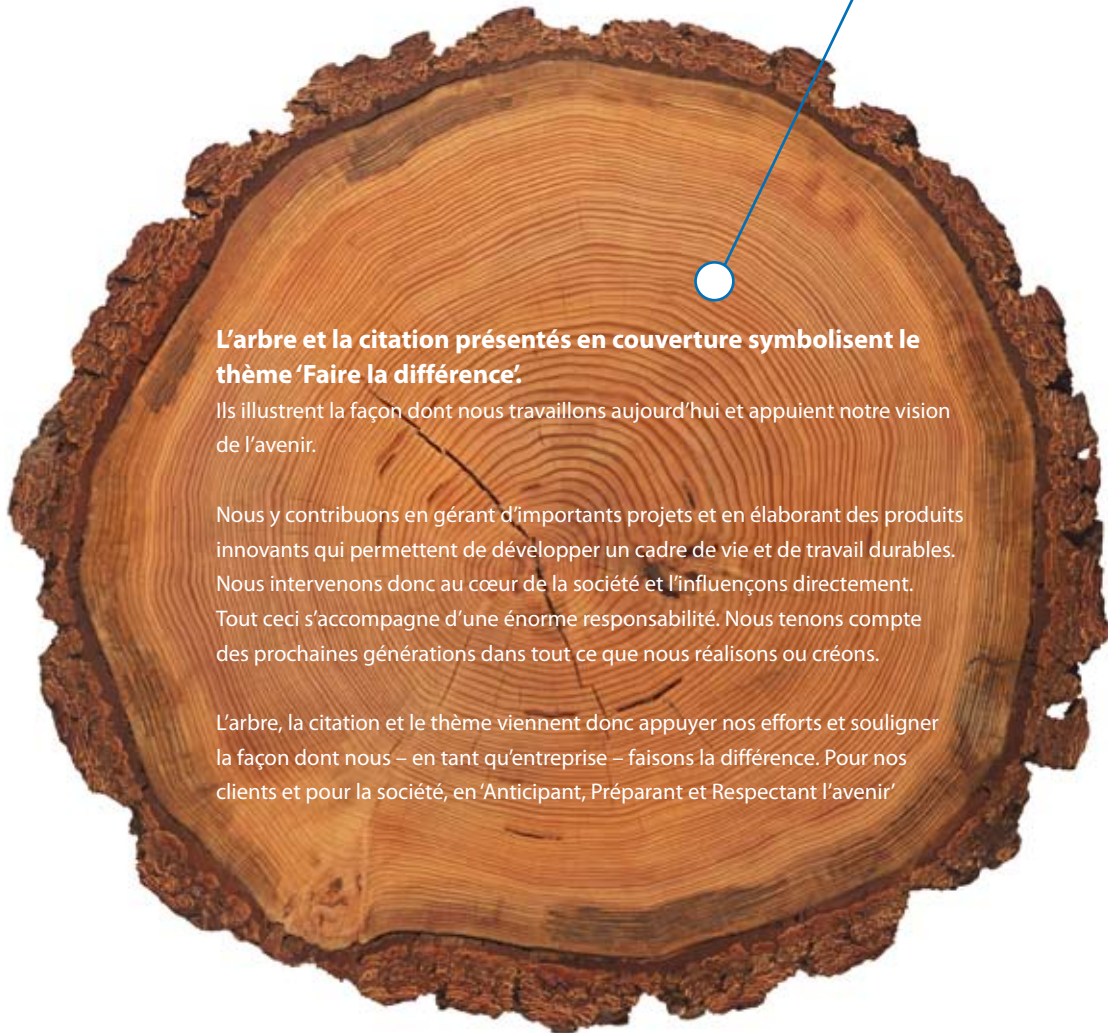 L'arbre et la citation présentés en couverture symbolisent le
thème 'Faire la différence'.
Ils illustrent la façon dont nous travaillons aujourd'hui et appuient notre vision
de l'avenir.
Nous y contribuons en gérant d'importants projets et en élaborant des produits
innovants qui permettent de développer un cadre de vie et de travail durables.
Nous intervenons donc au cœur de la société et l'influençons directement.
Tout ceci s'accompagne d'une énorme responsabilité. Nous tenons compte
des prochaines générations dans tout ce que nous réalisons ou créons.
L'arbre, la citation et le thème viennent donc appuyer nos efforts et souligner
la façon dont nous – en tant qu'entreprise – faisons la différence. Pour nos
clients et pour la société, en 'Anticipant, Préparant et Respectant l'avenir'